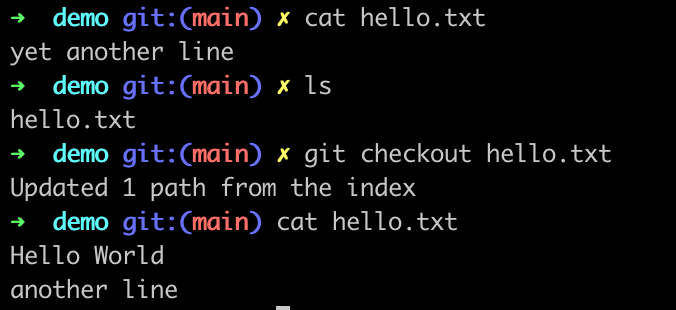 ➜  demo git:(main) ✗ cat hello.txt
yet another line
➜  demo git:(main) ✗ ls
hello.txt
➜  demo git:(main) ✗ git checkout hello.txt
Updated 1 path from the index
➜  demo git:(main) cat hello.txt
Hello World
another line